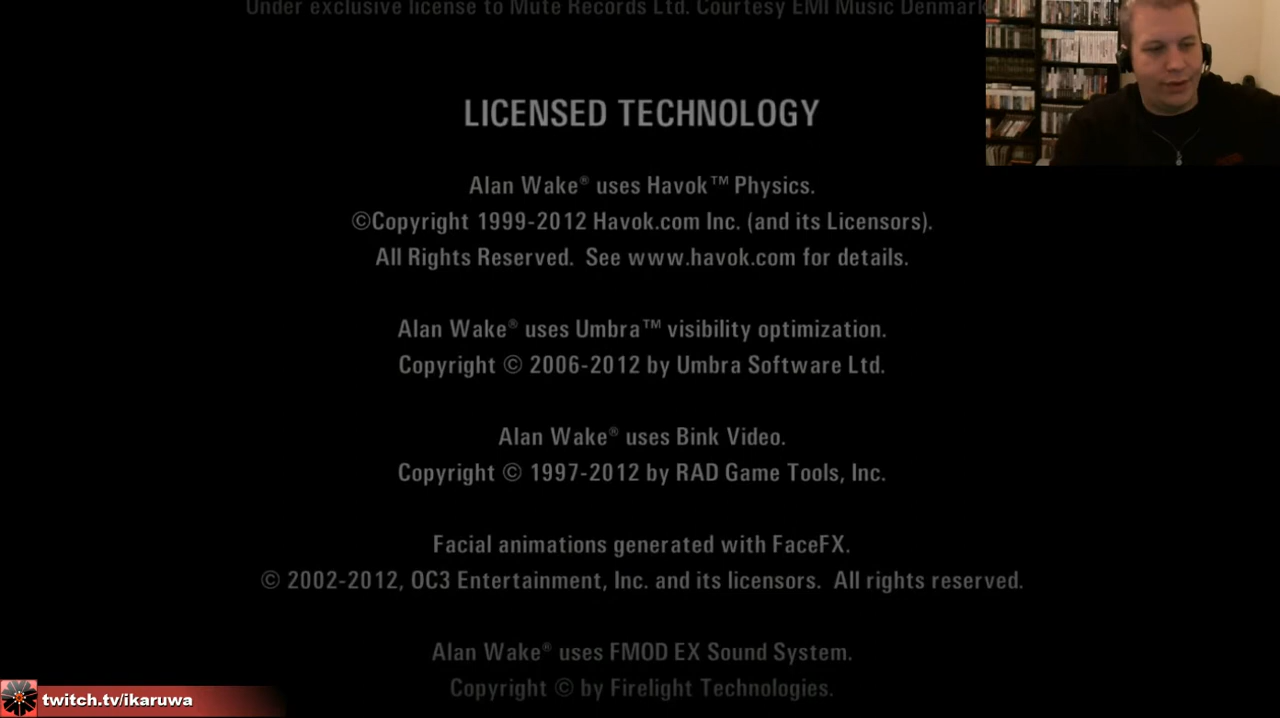 Under exclusive license to Mute Records Ltd. Courtesy EMI Music Denmark
LICENSED TECHNOLOGY
Alan Wake® uses Havok™ Physics.
©Copyright 1999-2012 Havok.com Inc. (and its Licensors).
All Rights Reserved. See www.havok.com for details.
Alan Wake® uses Umbra™ visibility optimization.
Copyright © 2006-2012 by Umbra Software Ltd.
Alan Wake® uses Bink Video.
Copyright © 1997-2012 by RAD Game Tools, Inc.
Facial animations generated with FaceFX.
© 2002-2012, OC3 Entertainment, Inc. and its licensors. All rights reserved.
Alan Wake® uses FMOD EX Sound System.
Copyright © by Firelight Technologies.
twitch.tv/ikaruwa